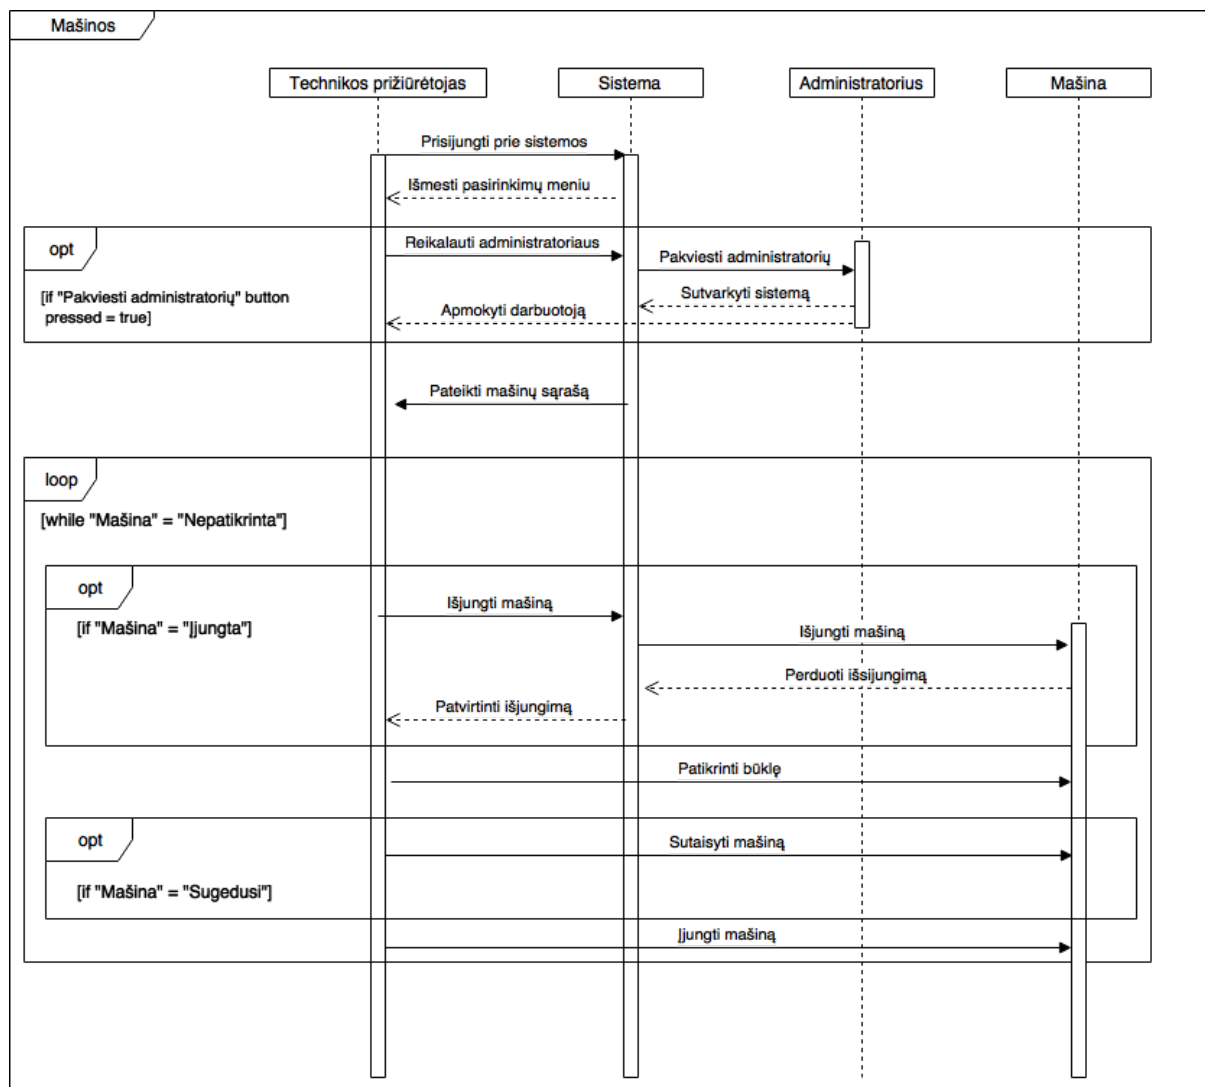 Mašinos
Technikos prižiūrėtojas
Sistema
Administratorius
Mašina
Prisijungti prie sistemos
Išmesti pasirinkimų meniu
opt
Reikalauti administratoriaus
Pakviesti administratorių
[if "Pakviesti administratorių" button
pressed = true]
Sutvarkyti sistemą
Apmokyti darbuotoją
Pateikti mašinų sąrašą
loop
[while "Mašina" = "Nepatikrinta"]
opt
[if "Mašina" = "Įjungta"]
Išjungti mašiną
Išjungti mašiną
Perduoti išsijungimą
Patvirtinti išjungimą
Patikrinti būklę
opt
Sutaisyti mašiną
[if "Mašina" = "Sugedusi"]
Įjungti mašiną